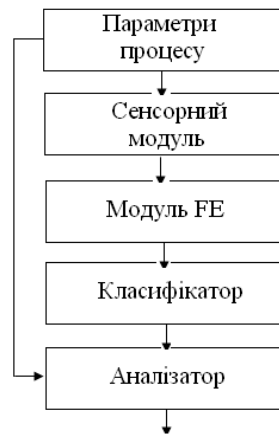 Параметри
процесу
Сенсорний
модуль
Модуль FE
Класифікатор
Аналізатор